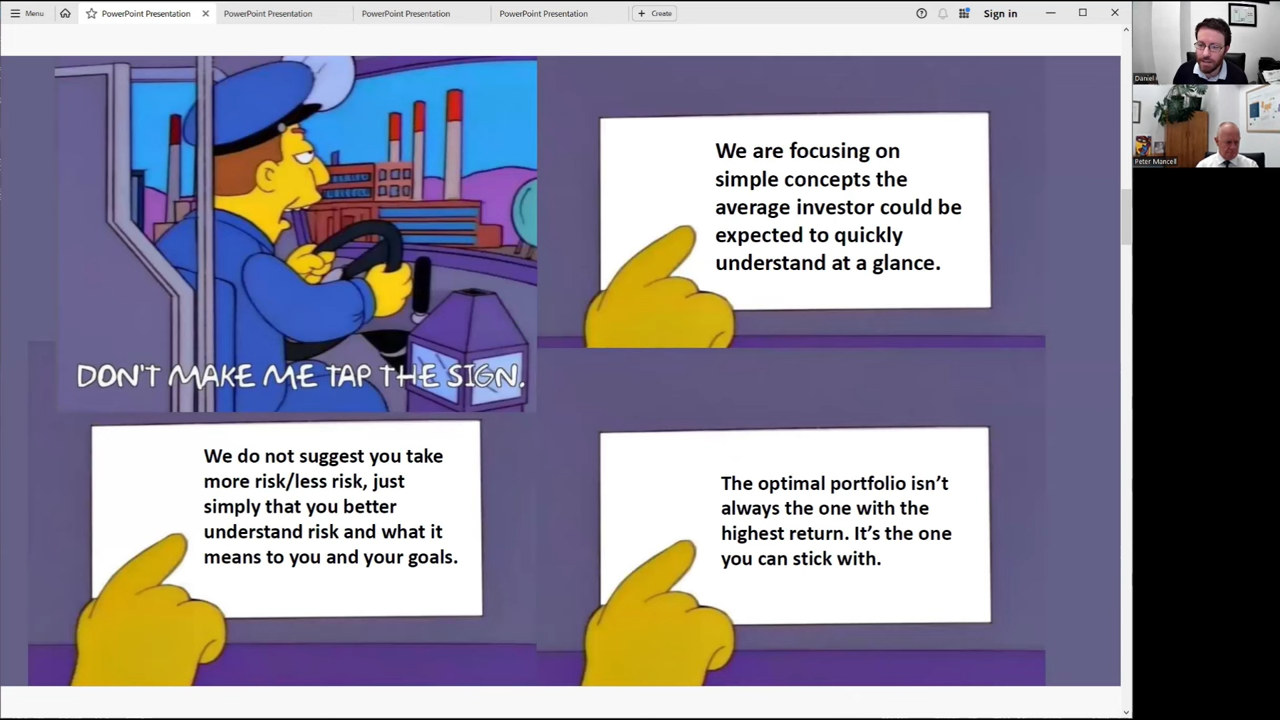 Menu
PowerPoint Presentation
PowerPoint Presentation
PowerPoint Presentation
PowerPoint Presentation
Create
Sign in
DON'T MAKE ME TAP THE SIGN.
We are focusing on
simple concepts the
average investor could be
expected to quickly
understand at a glance.
We do not suggest you take
more risk/less risk, just
simply that you better
understand risk and what it
means to you and your goals.
The optimal portfolio isn't
always the one with the
highest return. It's the one
you can stick with.
Daniel
Peter Mancell